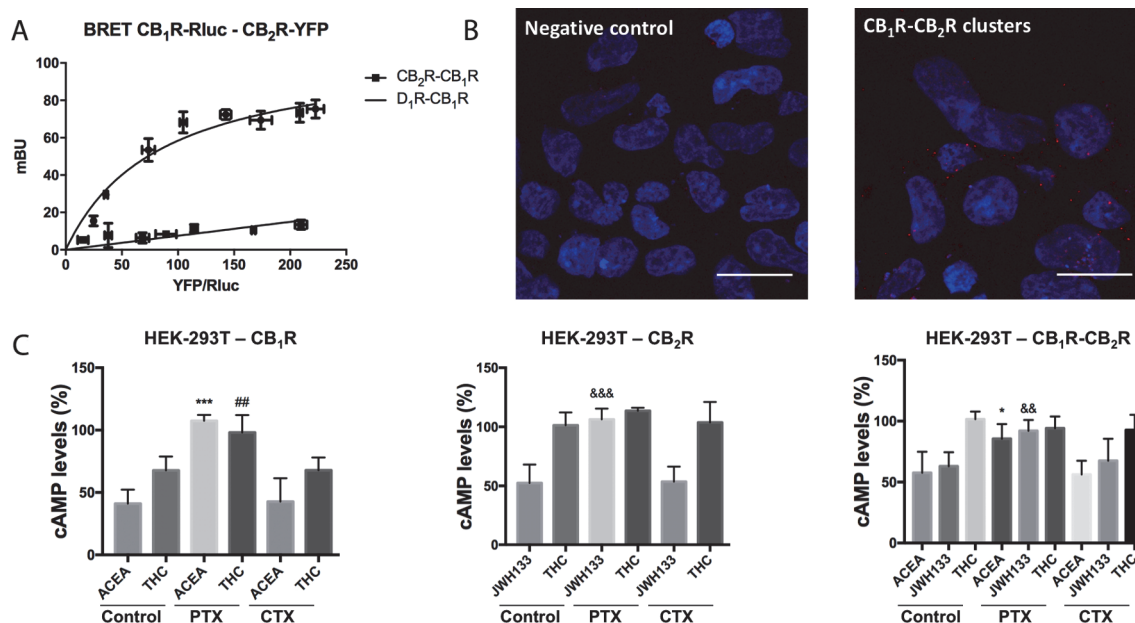 A
BRET CB₁R-Rluc - CB₂R-YFP
100
80
60
40
20
0
mBU
0 50 100 150 200 250
YFP/Rluc
CB₂R-CB₁R
D₁R-CB₁R
B
Negative control
CB₁R-CB₂R clusters
C
HEK-293T – CB₁R
cAMP levels (%)
150
100
50
0
*** ##
ACEA THC ACEA THC ACEA THC
Control PTX CTX
HEK-293T – CB₂R
cAMP levels (%)
150
100
50
0
&&&
JWH133 THC JWH133 THC JWH133 THC
Control PTX CTX
HEK-293T – CB₁R-CB₂R
cAMP levels (%)
150
100
50
0
* &&
ACEA JWH133 THC ACEA JWH133 THC ACEA JWH133 THC
Control PTX CTX